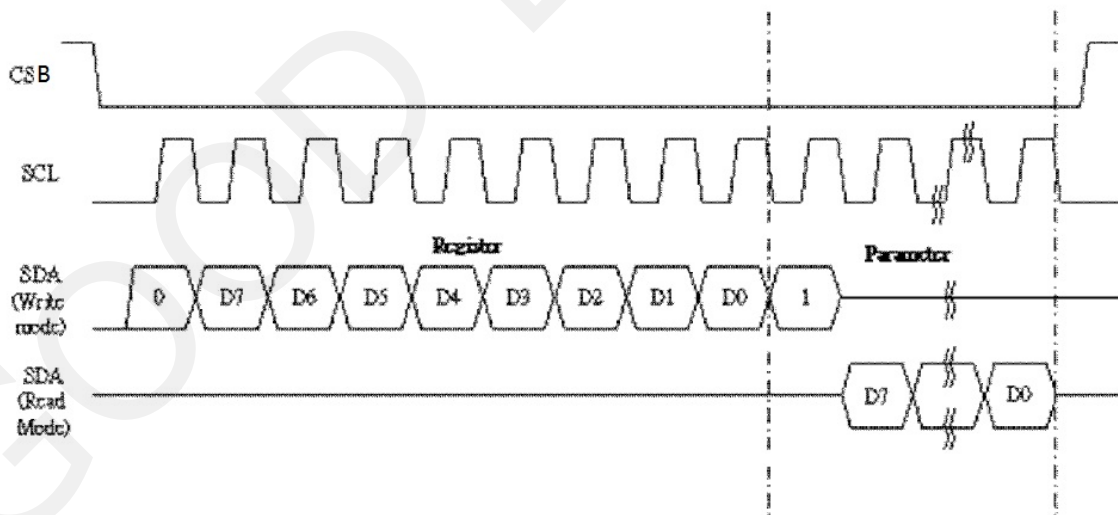 GOOD
CSB
SCL
Register
Parameter
SDA
(Write
mode)
0 D7 D6 D5 D4 D3 D2 D1 D0 1
SDA
(Read
Mode)
D7 D0